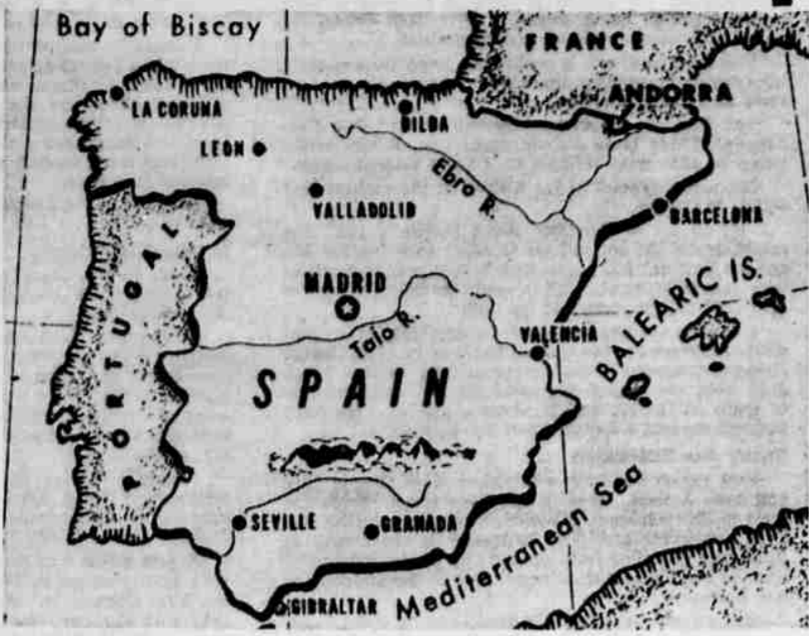 Bay of Biscay
FRANCE
ANDORRA
LA CORUNA
BILBA
LEON
Ebro R.
VALLADOLID
BARCELONA
PORTUGAL
MADRID
BALEARIC IS.
Tajo R.
VALENCIA
SPAIN
SEVILLE
GRANADA
Mediterranean Sea
GIBRALTAR